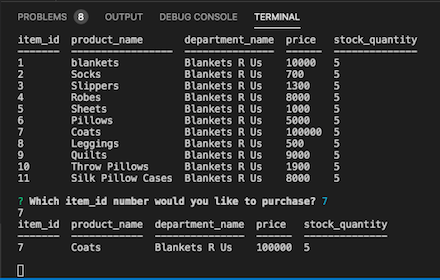 PROBLEMS 8 OUTPUT DEBUG CONSOLE TERMINAL
item_id product_name department_name price stock_quantity
------- ------------------ --------------- ------ --------------
1 blankets Blankets R Us 10000 5
2 Socks Blankets R Us 700 5
3 Slippers Blankets R Us 1300 5
4 Robes Blankets R Us 8000 5
5 Sheets Blankets R Us 1000 5
6 Pillows Blankets R Us 5000 5
7 Coats Blankets R Us 100000 5
8 Leggings Blankets R Us 500 5
9 Quilts Blankets R Us 9000 5
10 Throw Pillows Blankets R Us 1900 5
11 Silk Pillow Cases Blankets R Us 8000 5
? Which item_id number would you like to purchase? 7
7
item_id product_name department_name price stock_quantity
------- ------------ --------------- ------ --------------
7 Coats Blankets R Us 100000 5